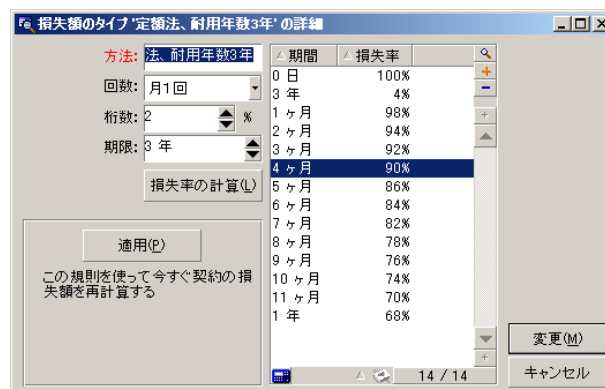 損失額のタイプ '定額法、耐用年数3年' の詳細
方法: 法、耐用年数3年
回数: 月1回
桁数: 2 %
期限: 3 年
損失率の計算(L)
適用(P)
この規則を使って今すぐ契約の損
失額を再計算する
期間 損失率
0 日 100%
3 年 4%
1 ヶ月 98%
2 ヶ月 94%
3 ヶ月 92%
4 ヶ月 90%
5 ヶ月 86%
6 ヶ月 84%
7 ヶ月 82%
8 ヶ月 78%
9 ヶ月 76%
10 ヶ月 74%
11 ヶ月 70%
1 年 68%
14 / 14
変更(M)
キャンセル